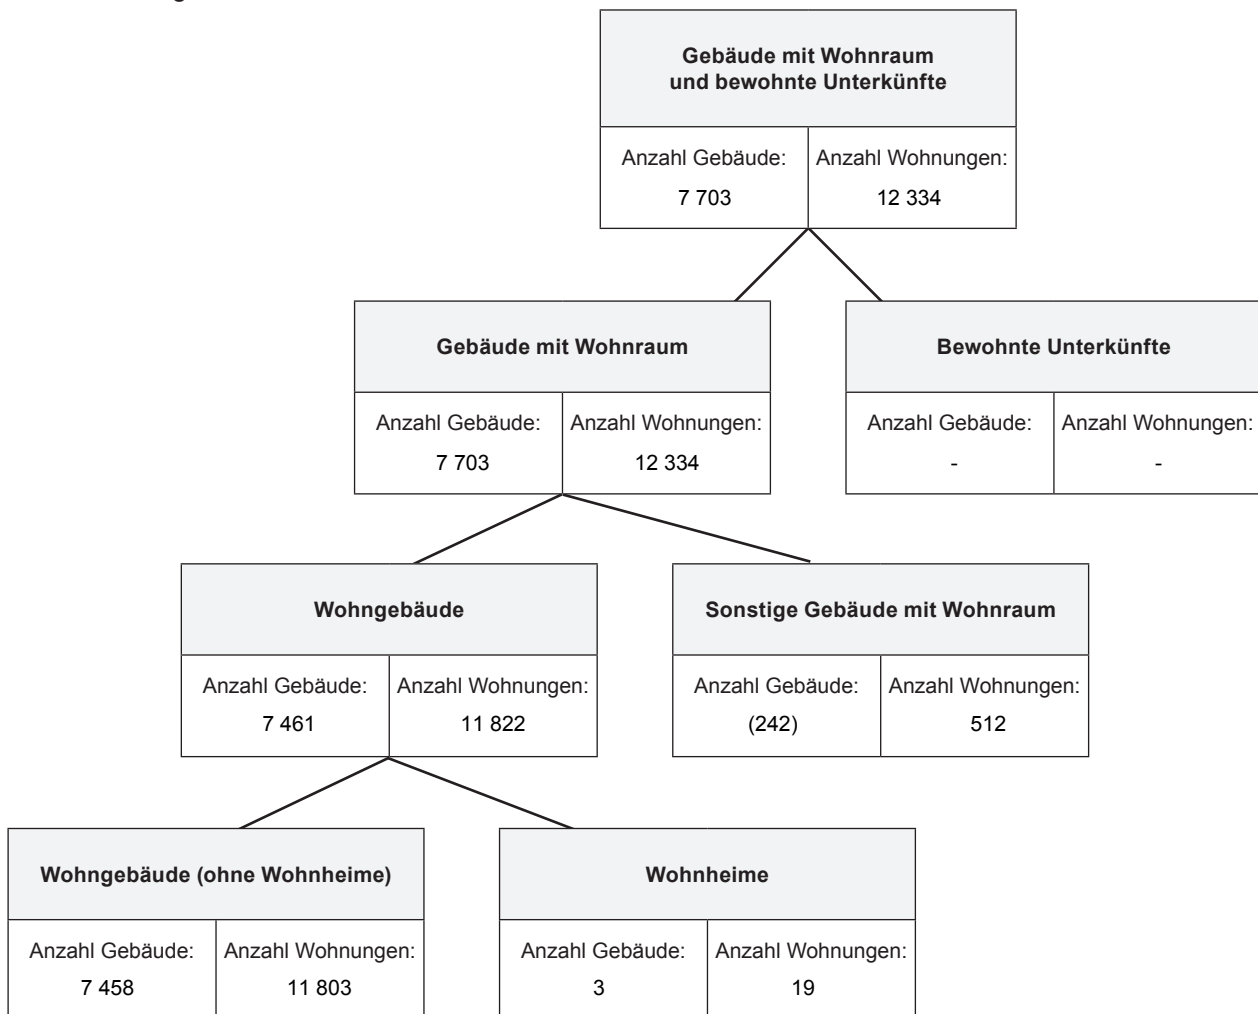 Gebäude mit Wohnraum
und bewohnte Unterkünfte
Anzahl Gebäude: Anzahl Wohnungen:
7 703 12 334
Gebäude mit Wohnraum Bewohnte Unterkünfte
Anzahl Gebäude: Anzahl Wohnungen: Anzahl Gebäude: Anzahl Wohnungen:
7 703 12 334 - -
Wohngebäude Sonstige Gebäude mit Wohnraum
Anzahl Gebäude: Anzahl Wohnungen: Anzahl Gebäude: Anzahl Wohnungen:
7 461 11 822 (242) 512
Wohngebäude (ohne Wohnheime) Wohnheime
Anzahl Gebäude: Anzahl Wohnungen: Anzahl Gebäude: Anzahl Wohnungen:
7 458 11 803 3 19